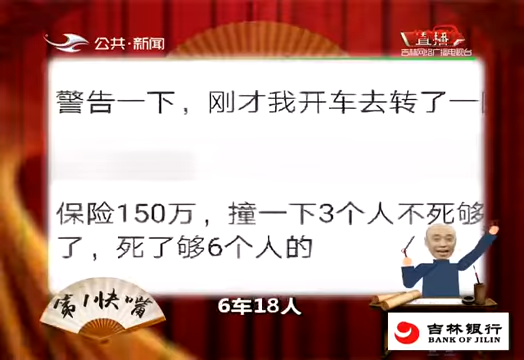 公共·新闻
直播
吉林网络广播电视台
警告一下，刚才我开车去转了一
保险150万，撞一下3个人不死够
了，死了够6个人的
快嘴
6车18人
吉林银行
BANK OF JILIN